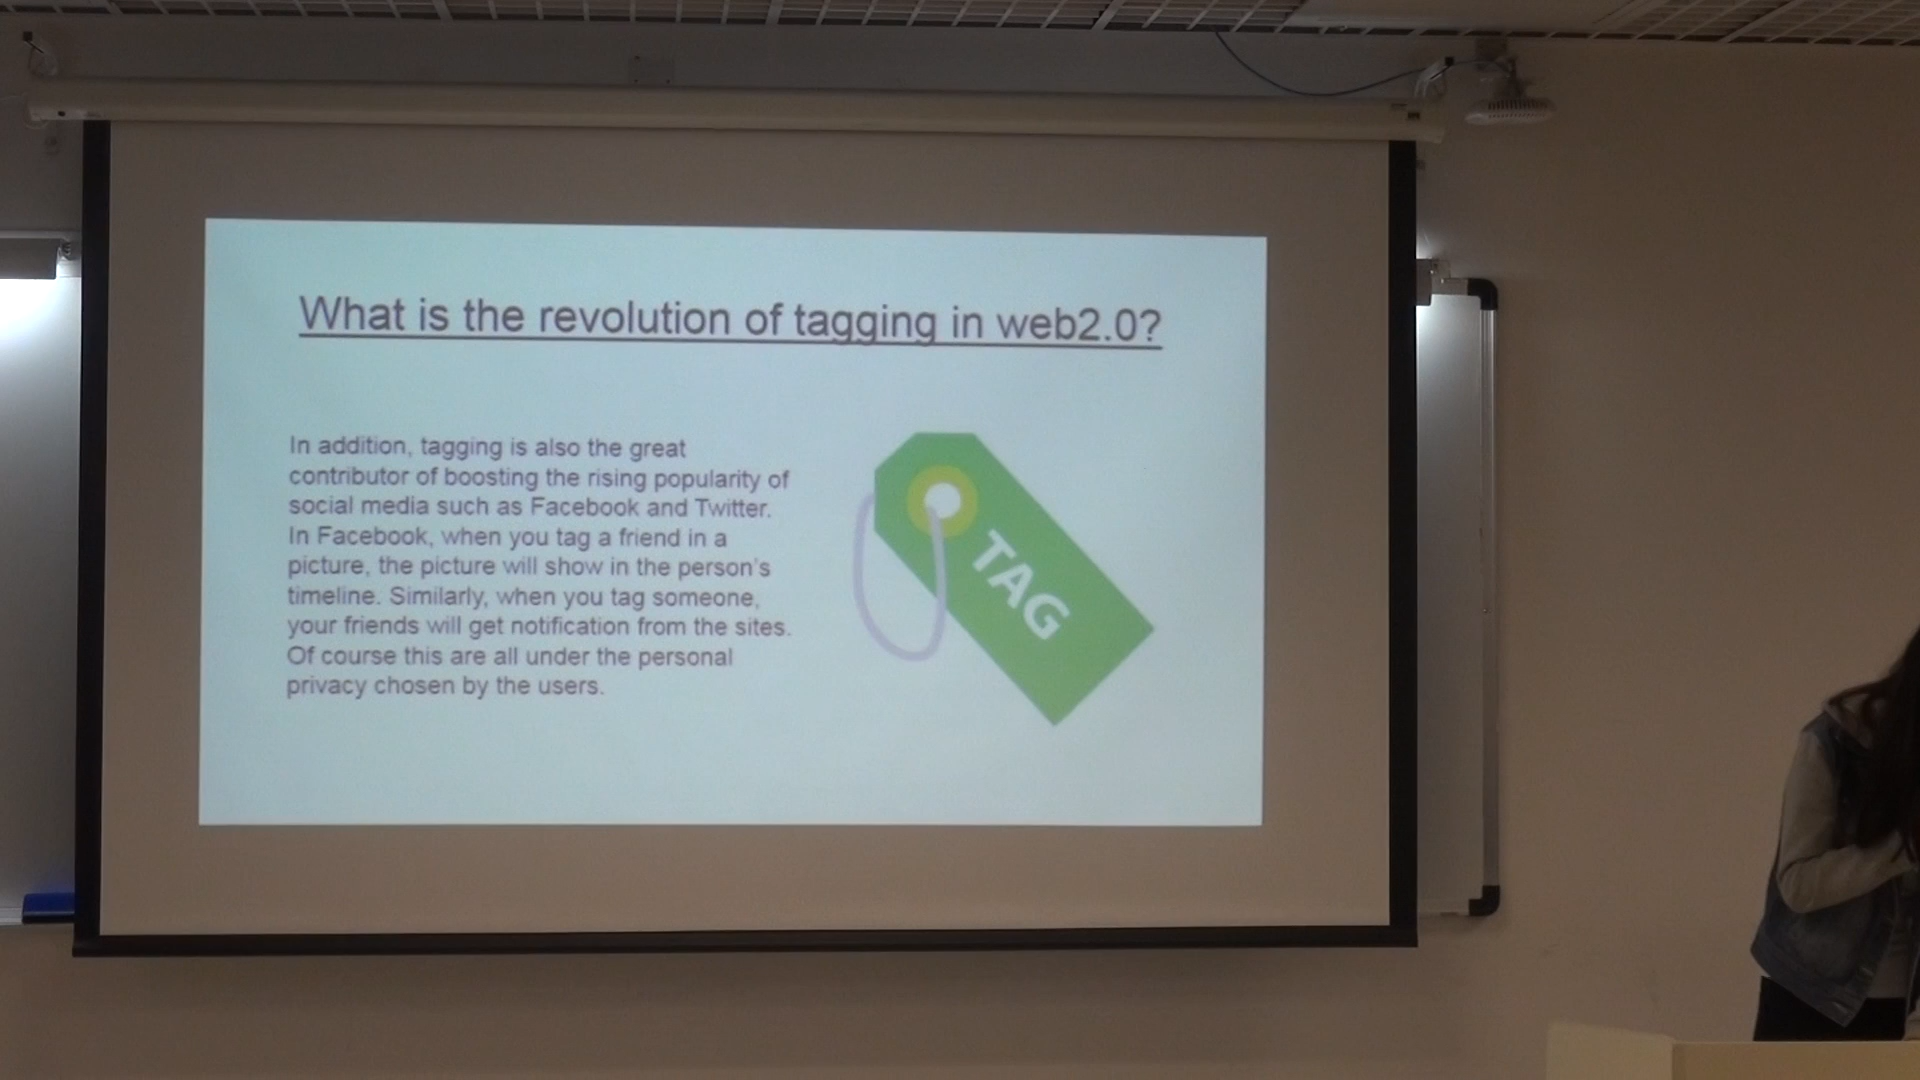 What is the revolution of tagging in web2.0?
In addition, tagging is also the great
contributor of boosting the rising popularity of
social media such as Facebook and Twitter.
In Facebook, when you tag a friend in a
picture, the picture will show in the person's
timeline. Similarly, when you tag someone,
your friends will get notification from the sites.
Of course this are all under the personal
privacy chosen by the users.
TAG